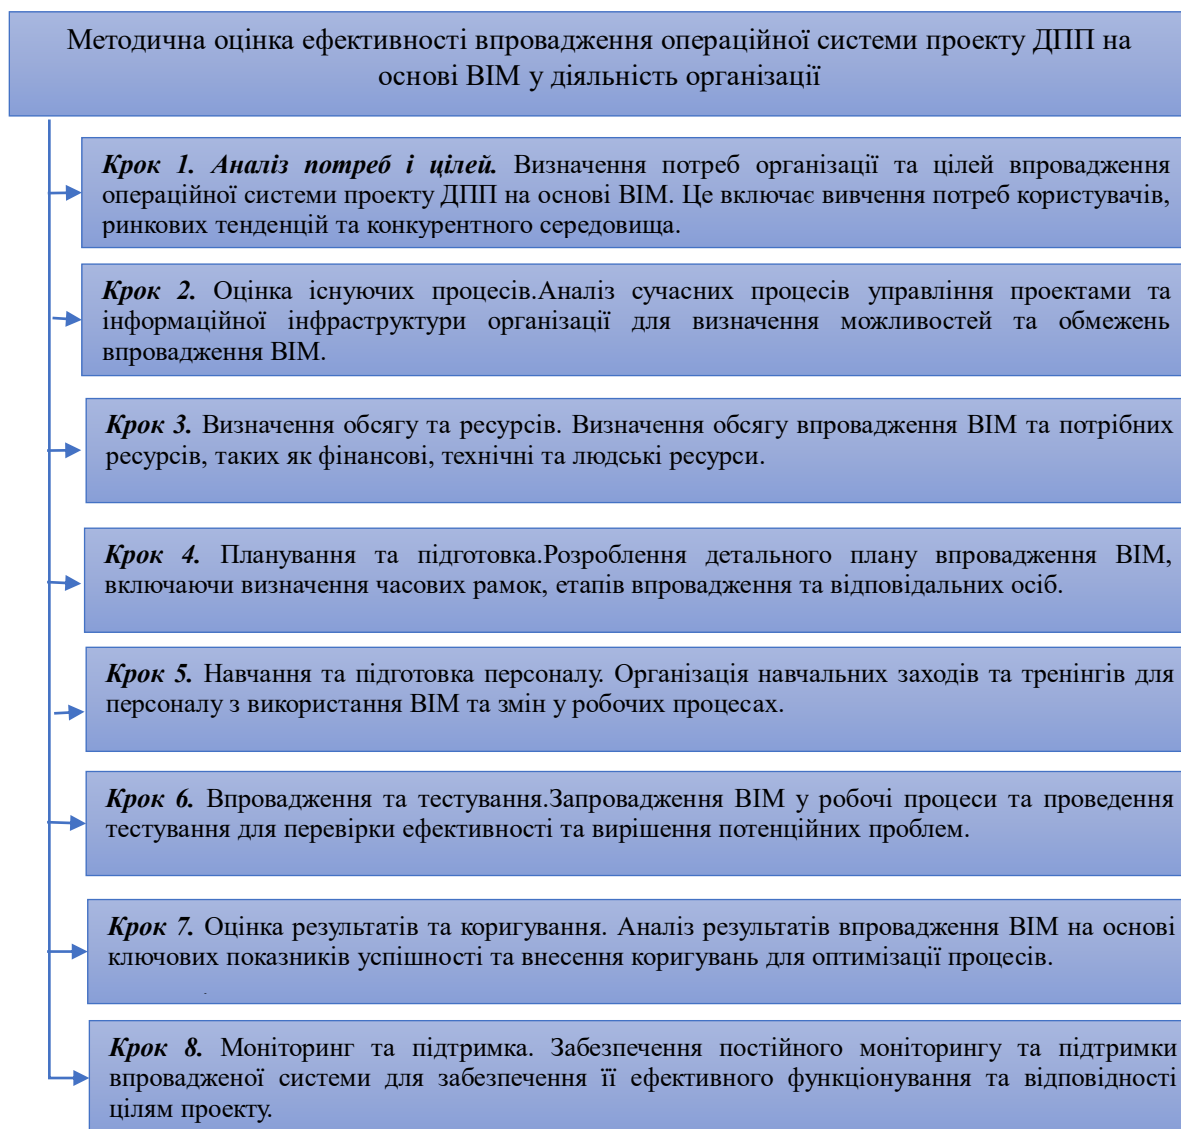 Методична оцінка ефективності впровадження операційної системи проекту ДПП на
основі BIM у діяльність організації
Крок 1. Аналіз потреб і цілей. Визначення потреб організації та цілей впровадження
операційної системи проекту ДПП на основі BIM. Це включає вивчення потреб користувачів,
ринкових тенденцій та конкурентного середовища.
Крок 2. Оцінка існуючих процесів.Аналіз сучасних процесів управління проектами та
інформаційної інфраструктури організації для визначення можливостей та обмежень
впровадження BIM.
Крок 3. Визначення обсягу та ресурсів. Визначення обсягу впровадження BIM та потрібних
ресурсів, таких як фінансові, технічні та людські ресурси.
Крок 4. Планування та підготовка.Розроблення детального плану впровадження BIM,
включаючи визначення часових рамок, етапів впровадження та відповідальних осіб.
Крок 5. Навчання та підготовка персоналу. Організація навчальних заходів та тренінгів для
персоналу з використання BIM та змін у робочих процесах.
Крок 6. Впровадження та тестування.Запровадження BIM у робочі процеси та проведення
тестування для перевірки ефективності та вирішення потенційних проблем.
Крок 7. Оцінка результатів та коригування. Аналіз результатів впровадження BIM на основі
ключових показників успішності та внесення коригувань для оптимізації процесів.
Крок 8. Моніторинг та підтримка. Забезпечення постійного моніторингу та підтримки
впровадженої системи для забезпечення її ефективного функціонування та відповідності
цілям проекту.